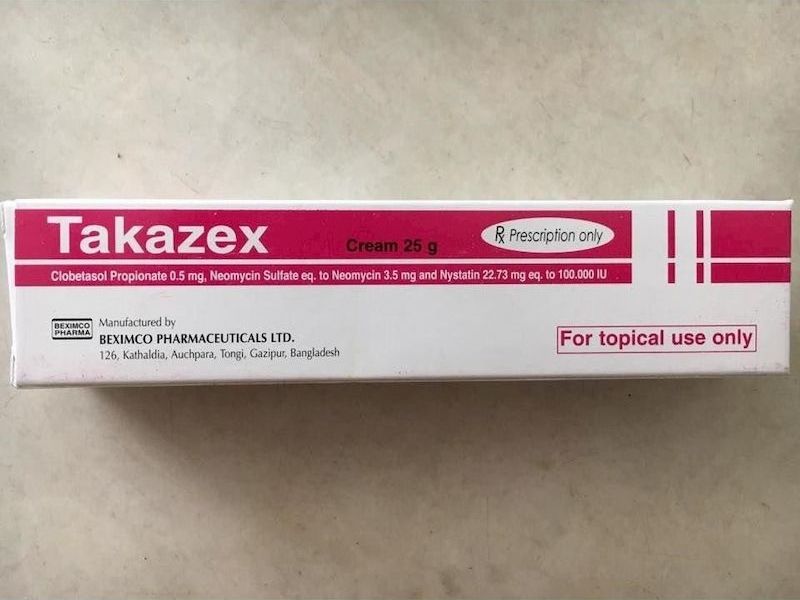 Takazex Cream 25 g Rx Prescription only
Clobetasol Propionate 0.5 mg, Neomycin Sulfate eq. to Neomycin 3.5 mg and Nystatin 22.73 mg eq. to 100.000 IU
BEXIMCO
PHARMA
Manufactured by
BEXIMCO PHARMACEUTICALS LTD.
126, Kathaldia, Auchpara, Tongi, Gazipur, Bangladesh
For topical use only